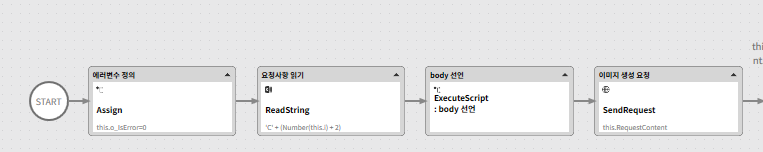 START
에러변수 정의
Assign
this.o_IsError=0
요청사항 읽기
ReadString
'C' + (Number(this.I) + 2)
body 선언
ExecuteScript
: body 선언
이미지 생성 요청
SendRequest
this.RequestContent
thi
nt